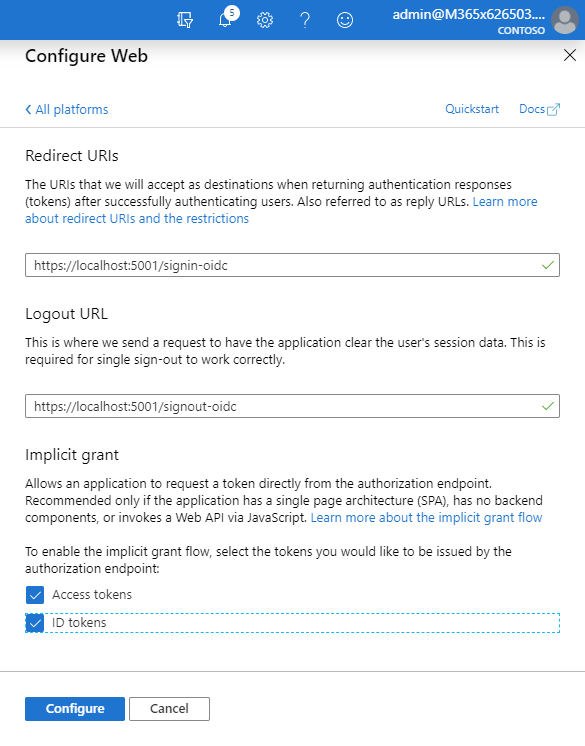 5
admin@M365x626503....
CONTOSO
Configure Web
All platforms
Quickstart
Docs
Redirect URIs
The URIs that we will accept as destinations when returning authentication responses
(tokens) after successfully authenticating users. Also referred to as reply URLs. Learn more
about redirect URIs and the restrictions
https://localhost:5001/signin-oidc
Logout URL
This is where we send a request to have the application clear the user's session data. This is
required for single sign-out to work correctly.
https://localhost:5001/signout-oidc
Implicit grant
Allows an application to request a token directly from the authorization endpoint.
Recommended only if the application has a single page architecture (SPA), has no backend
components, or invokes a Web API via JavaScript. Learn more about the implicit grant flow
To enable the implicit grant flow, select the tokens you would like to be issued by the
authorization endpoint:
Access tokens
ID tokens
Configure
Cancel